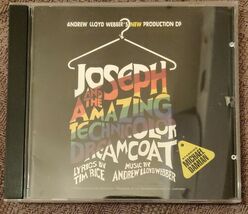 ANDREW LLOYD WEBBER'S NEW PRODUCTION OF
JOSEPH
AND THE AMAZING
TECHNICOLOR
DREAMCOAT
LYRICS BY
TIM RICE
MUSIC BY
ANDREW LLOYD WEBBER
MICHAEL
DAMIAN